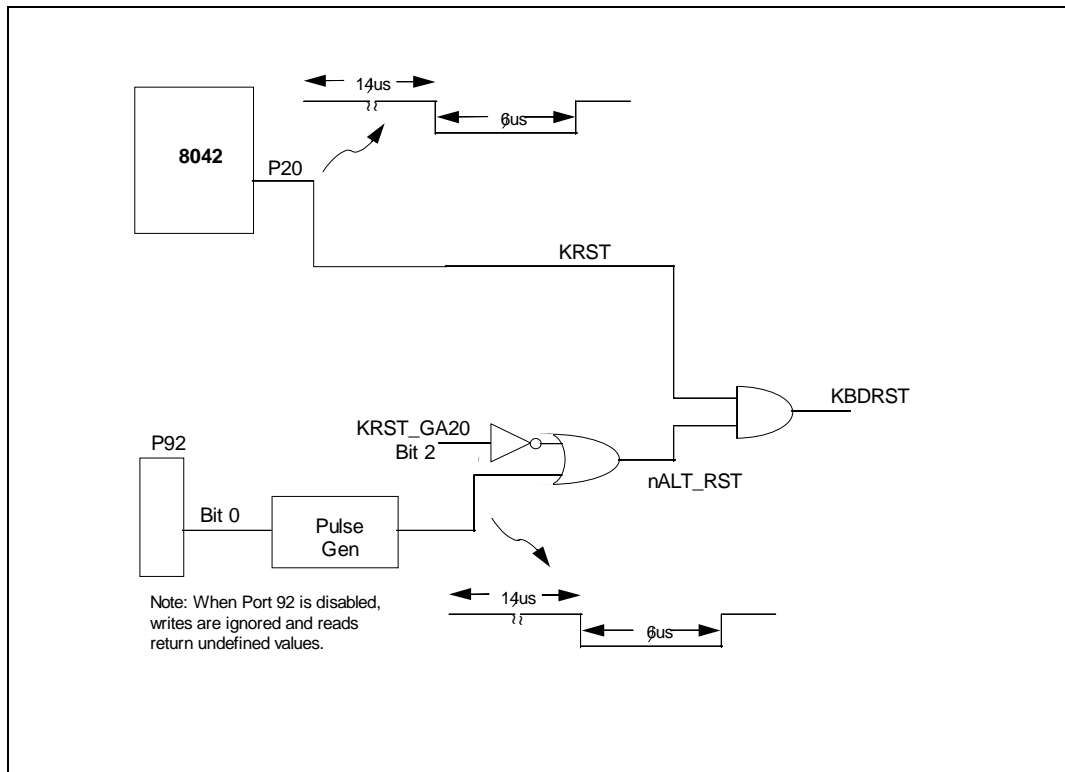 14us
6us
8042
P20
KRST
KBDRST
KRST_GA20
Bit 2
nALT_RST
P92
Bit 0
Pulse
Gen
14us
6us
Note: When Port 92 is disabled,
writes are ignored and reads
return undefined values.